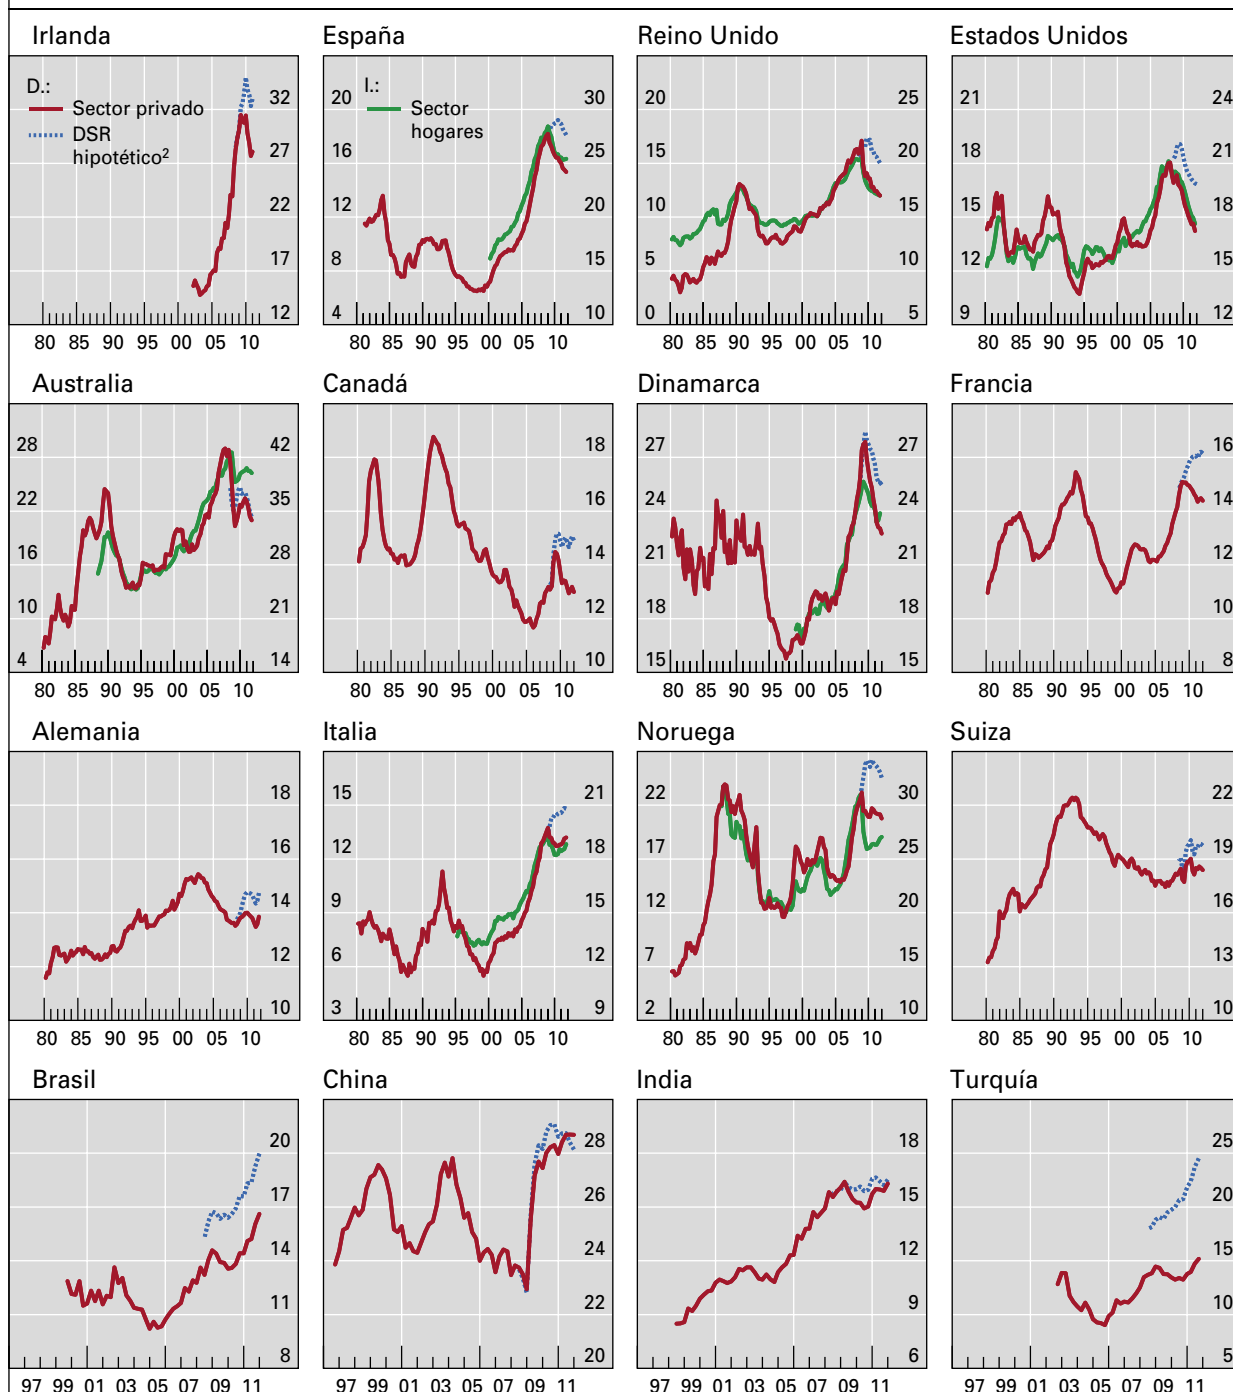 Irlanda
España
Reino Unido
Estados Unidos
D.:
Sector privado
DSR
hipotético2
32
27
22
17
12
80 85 90 95 00 05 10
I.:
Sector
hogares
20
16
12
8
4
30
25
20
15
10
80 85 90 95 00 05 10
20
15
10
5
0
25
20
15
10
5
80 85 90 95 00 05 10
21
18
15
12
9
24
21
18
15
12
80 85 90 95 00 05 10
Australia
Canadá
Dinamarca
Francia
28
22
16
10
4
42
35
28
21
14
80 85 90 95 00 05 10
18
16
14
12
10
80 85 90 95 00 05 10
27
24
21
18
15
27
24
21
18
15
80 85 90 95 00 05 10
16
14
12
10
8
80 85 90 95 00 05 10
Alemania
Italia
Noruega
Suiza
18
16
14
12
10
80 85 90 95 00 05 10
15
12
9
6
3
21
18
15
12
9
80 85 90 95 00 05 10
22
17
12
7
2
30
25
20
15
10
80 85 90 95 00 05 10
22
19
16
13
10
80 85 90 95 00 05 10
Brasil
China
India
Turquía
20
17
14
11
8
97 99 01 03 05 07 09 11
28
26
24
22
20
97 99 01 03 05 07 09 11
18
15
12
9
6
97 99 01 03 05 07 09 11
25
20
15
10
5
97 99 01 03 05 07 09 11